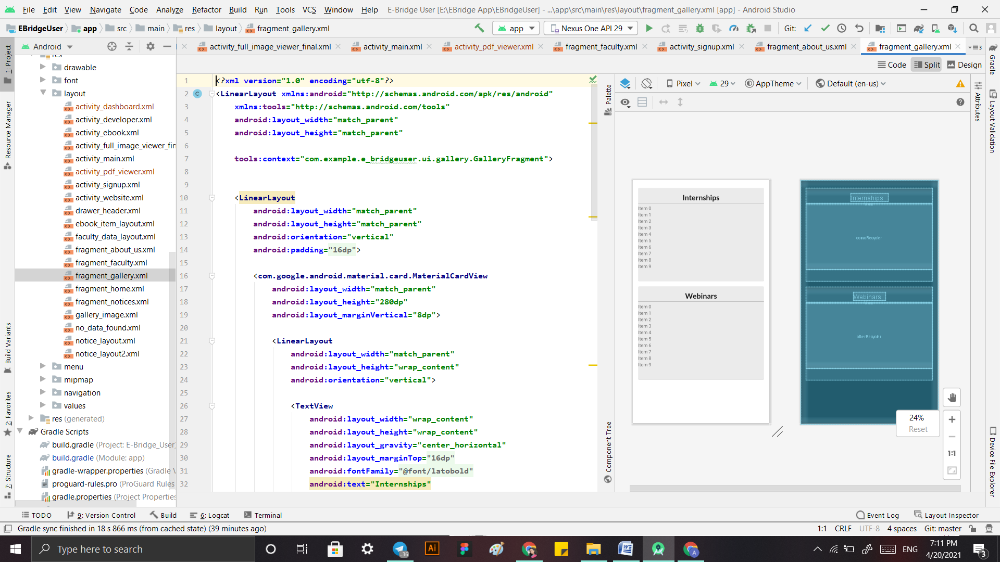 File Edit View Navigate Code Analyze Refactor Build Run Tools VCS Window Help E-Bridge User [E:\EBridge App\EBridgeUser] - ...\app\src\main\res\layout\fragment_gallery.xml [app] - Android Studio
EBridgeUser app src main res layout fragment_gallery.xml app Nexus One API 29 Git:
Android activity_full_image_viewer_final.xml activity_main.xml activity_pdf_viewer.xml fragment_faculty.xml activity_signup.xml fragment_about_us.xml fragment_gallery.xml 3
Code Split Design
1: Project
Resource Manager
Build Variants
2: Favorites
7: Structure
res
drawable
font
layout
activity_dashboard.xml
activity_developer.xml
activity_ebook.xml
activity_full_image_viewer_fin
activity_main.xml
activity_pdf_viewer.xml
activity_signup.xml
activity_website.xml
drawer_header.xml
ebook_item_layout.xml
faculty_data_layout.xml
fragment_about_us.xml
fragment_faculty.xml
fragment_gallery.xml
fragment_home.xml
fragment_notices.xml
gallery_image.xml
no_data_found.xml
notice_layout.xml
notice_layout2.xml
menu
mipmap
navigation
values
res (generated)
Gradle Scripts
build.gradle (Project: E-Bridge_User)
build.gradle (Module: app)
gradle-wrapper.properties (Gradle V
proguard-rules.pro (ProGuard Rules
gradle.properties (Project Properties
1 <?xml version="1.0" encoding="utf-8"?>
2 C <LinearLayout xmlns:android="http://schemas.android.com/apk/res/android"
3 xmlns:tools="http://schemas.android.com/tools"
4 android:layout_width="match_parent"
5 android:layout_height="match_parent"
6
7 tools:context="com.example.e_bridgeuser.ui.gallery.GalleryFragment">
8
9
10 <LinearLayout
11 android:layout_width="match_parent"
12 android:layout_height="match_parent"
13 android:orientation="vertical"
14 android:padding="16dp">
15
16 <com.google.android.material.card.MaterialCardView
17 android:layout_width="match_parent"
18 android:layout_height="280dp"
19 android:layout_marginVertical="8dp">
20
21 <LinearLayout
22 android:layout_width="match_parent"
23 android:layout_height="wrap_content"
24 android:orientation="vertical">
25
26 <TextView
27 android:layout_width="wrap_content"
28 android:layout_height="wrap_content"
29 android:layout_gravity="center_horizontal"
30 android:layout_marginTop="16dp"
31 android:fontFamily="@font/latobold"
32 android:text="Internships"
Palette
Component Tree
Pixel 29 AppTheme Default (en-us)
Internships
Item 0
Item 1
Item 2
Item 3
Item 4
Item 5
Item 6
Item 7
Item 8
Item 9
Webinars
Item 0
Item 1
Item 2
Item 3
Item 4
Item 5
Item 6
Item 7
Item 8
Item 9
Internships
View
Webinars
View
otherRecycler
24%
Reset
1:1
Attributes
Gradle
Layout Validation
Device File Explorer
TODO 9: Version Control Build 6: Logcat Terminal Event Log Layout Inspector
Gradle sync finished in 18 s 866 ms (from cached state) (39 minutes ago) 1:1 CRLF UTF-8 4 spaces Git: master
Type here to search Ai 36 W A ENG 7:11 PM
4/20/2021 3